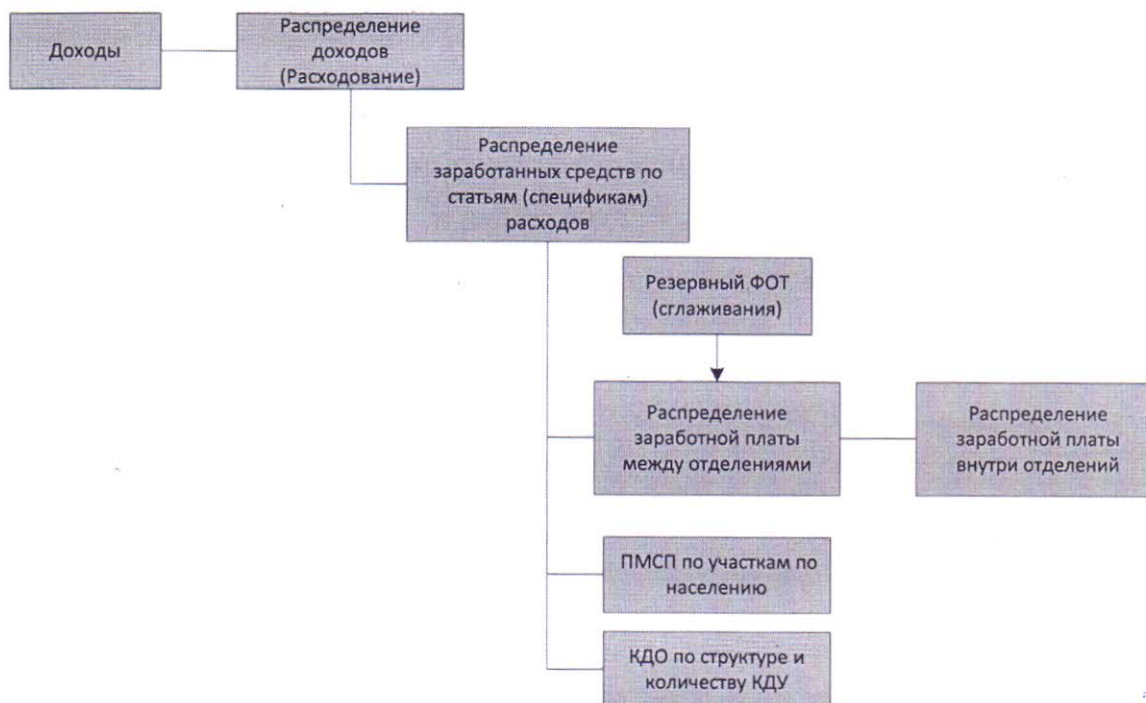 Доходы
Распределение
доходов
(Расходование)
Распределение
заработанных средств по
статьям (спецификам)
расходов
Резервный ФОТ
(сглаживания)
Распределение
заработной платы
между отделениями
Распределение
заработной платы
внутри отделений
ПМСП по участкам по
населению
КДО по структуре и
количеству КДУ